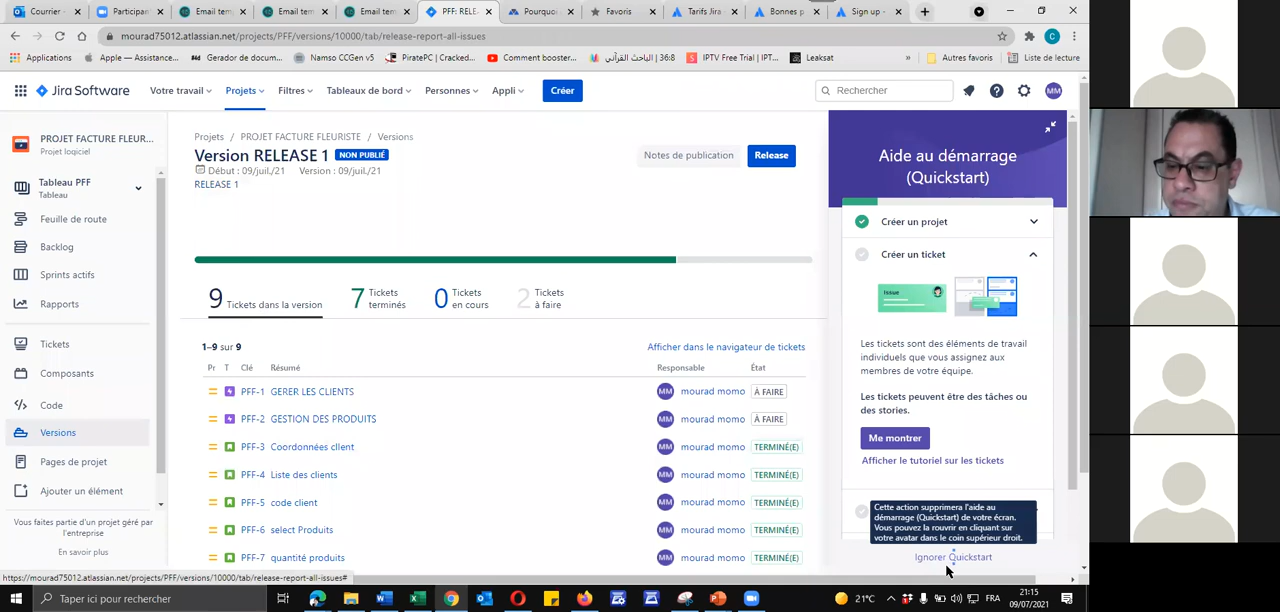 Courrier -
Participant
Email temp
Email tem
Email tem
PFF: RELE
Pourquoi
Favoris
Tarifs Jira
Bonnes p
Sign up -
mourad75012.atlassian.net/projects/PFF/versions/10000/tab/release-report-all-issues
C
Applications
Apple — Assistance...
Gerador de docum...
Namso CCGen v5
PiratePC | Cracked...
Comment booster...
الباحث القرآني | 36:8
IPTV Free Trial | IPT...
Leaksat
»
Autres favoris
Liste de lecture
Jira Software
Votre travail
Projets
Filtres
Tableaux de bord
Personnes
Appli
Créer
Rechercher
MM
PROJET FACTURE FLEUR...
Projet logiciel
Tableau PFF
Tableau
Feuille de route
Backlog
Sprints actifs
Rapports
Tickets
Composants
Code
Versions
Pages de projet
Ajouter un élément
Vous faites partie d'un projet géré par
l'entreprise
En savoir plus
Projets / PROJET FACTURE FLEURISTE / Versions
Version RELEASE 1 NON PUBLIÉ
Début : 09/juil./21 Version : 09/juil./21
RELEASE 1
Notes de publication
Release
9 Tickets dans la version
7 Tickets
terminés
0 Tickets
en cours
2 Tickets
à faire
1–9 sur 9
Afficher dans le navigateur de tickets
Pr T Clé Résumé Responsable État
PFF-1 GERER LES CLIENTS MM mourad momo À FAIRE
PFF-2 GESTION DES PRODUITS MM mourad momo À FAIRE
PFF-3 Coordonnées cllent MM mourad momo TERMINÉ(E)
PFF-4 Liste des clients MM mourad momo TERMINÉ(E)
PFF-5 code client MM mourad momo TERMINÉ(E)
PFF-6 select Produits MM mourad momo TERMINÉ(E)
PFF-7 quantité produits MM mourad momo TERMINÉ(E)
Aide au démarrage
(Quickstart)
Créer un projet
Créer un ticket
Issue
Les tickets sont des éléments de travail
individuels que vous assignez aux
membres de votre équipe.
Les tickets peuvent être des tâches ou
des stories.
Me montrer
Afficher le tutoriel sur les tickets
Cette action supprimera l'aide au
démarrage (Quickstart) de votre écran.
Vous pouvez la rouvrir en cliquant sur
votre avatar dans le coin supérieur droit.
Ignorer Quickstart
https://mourad75012.atlassian.net/projects/PFF/versions/10000/tab/release-report-all-issues#
Taper ici pour rechercher
21°C
FRA
21:15
09/07/2021